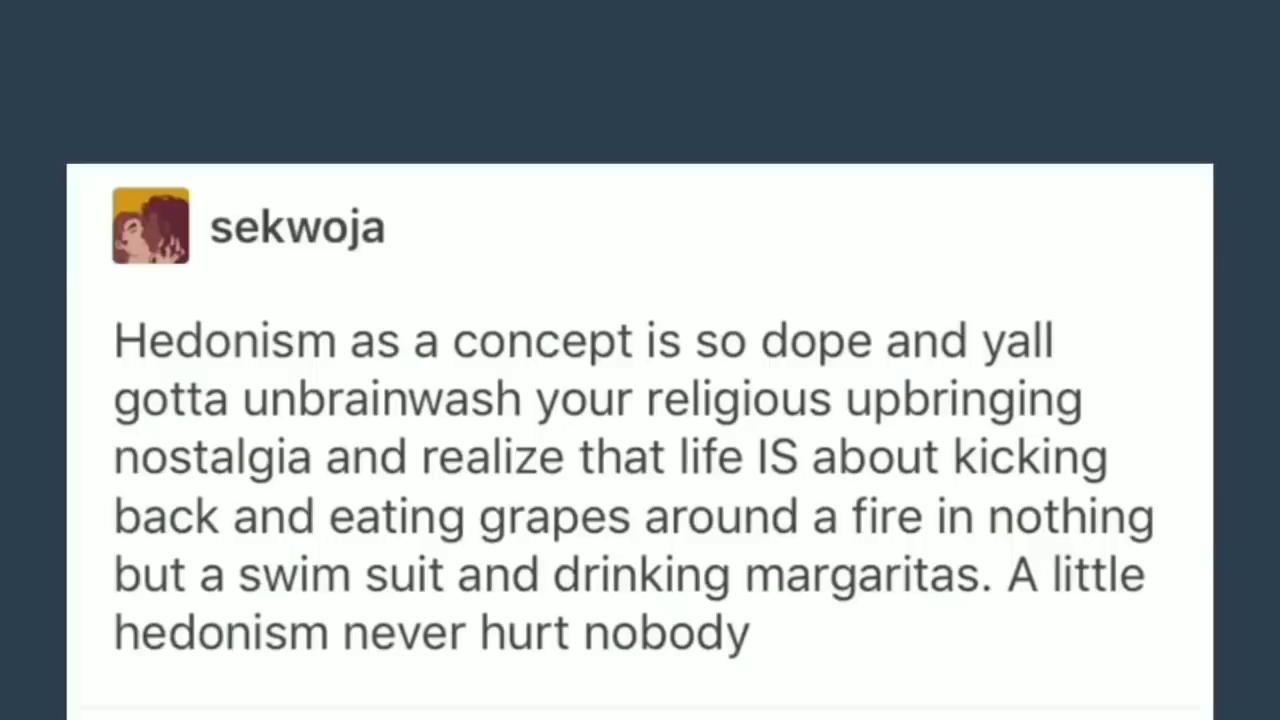 sekwoja
Hedonism as a concept is so dope and yall
gotta unbrainwash your religious upbringing
nostalgia and realize that life IS about kicking
back and eating grapes around a fire in nothing
but a swim suit and drinking margaritas. A little
hedonism never hurt nobody